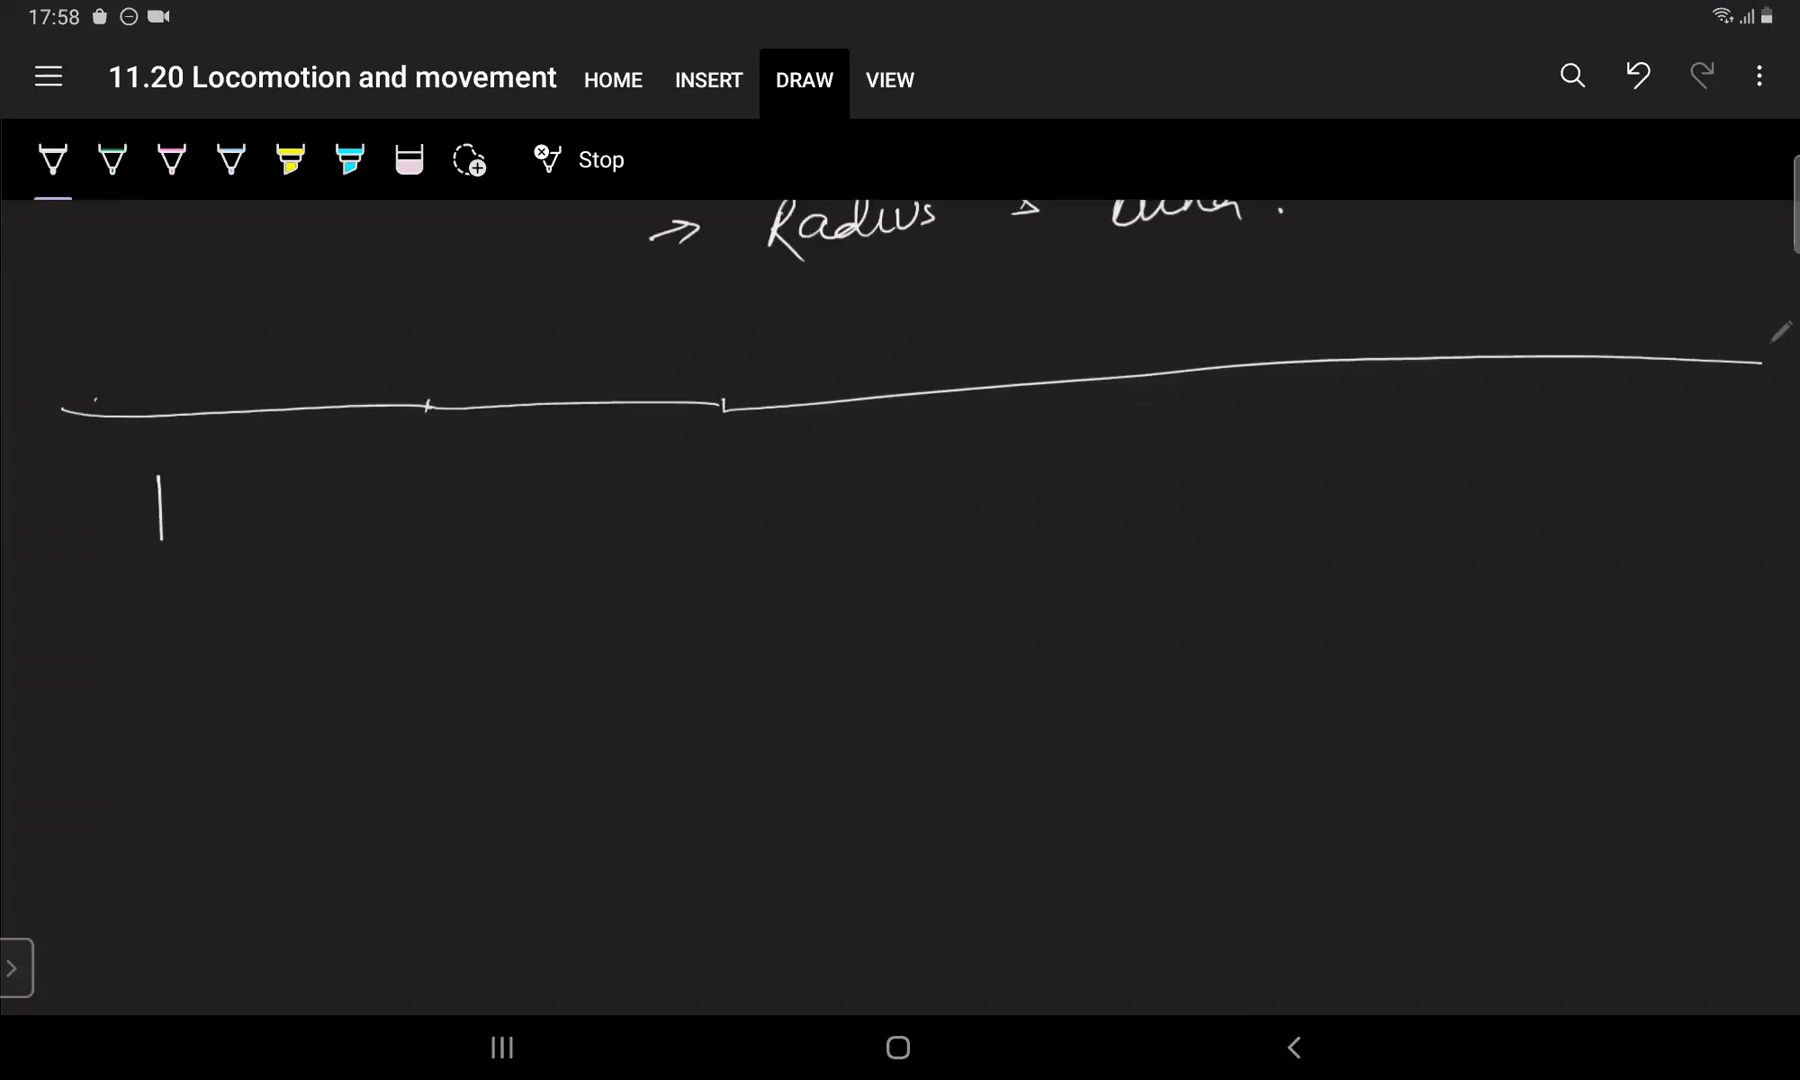 17:58
11.20 Locomotion and movement HOME INSERT DRAW VIEW
Stop
→ Radius